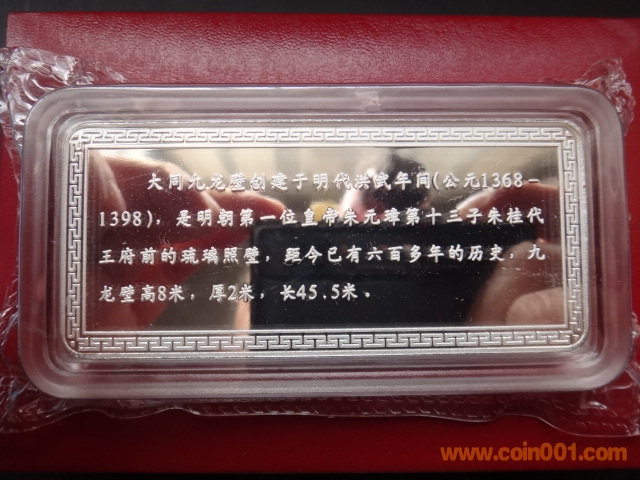 大同九龙壁创建于明代洪武年间(公元1368-
1398)，是明朝第一位皇帝朱元璋第十三子朱桂代
王府前的琉璃照壁，距今已有六百多年的历史，九
龙壁高8米，厚2米，长45.5米。
www.coin001.com